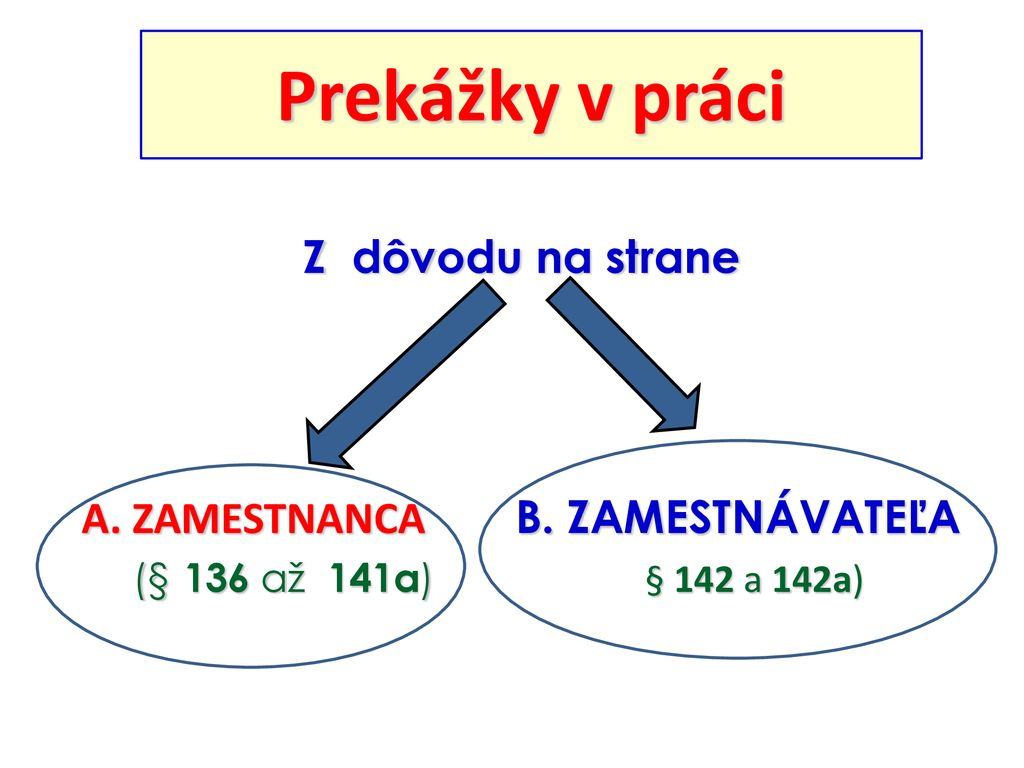 Prekážky v práci
Z dôvodu na strane
A. ZAMESTNANCA
(§ 136 až 141a)
B. ZAMESTNÁVATEĽA
§ 142 a 142a)